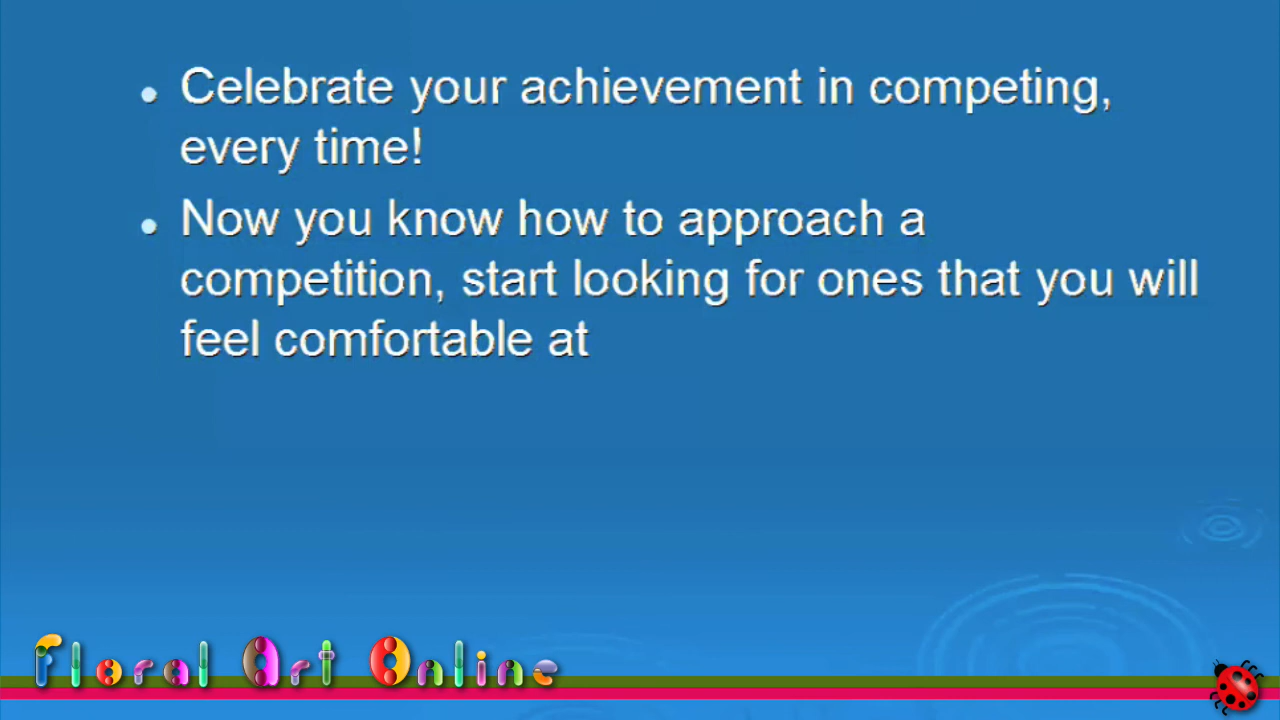 Celebrate your achievement in competing,
every time!
Now you know how to approach a
competition, start looking for ones that you will
feel comfortable at
Floral Art Online